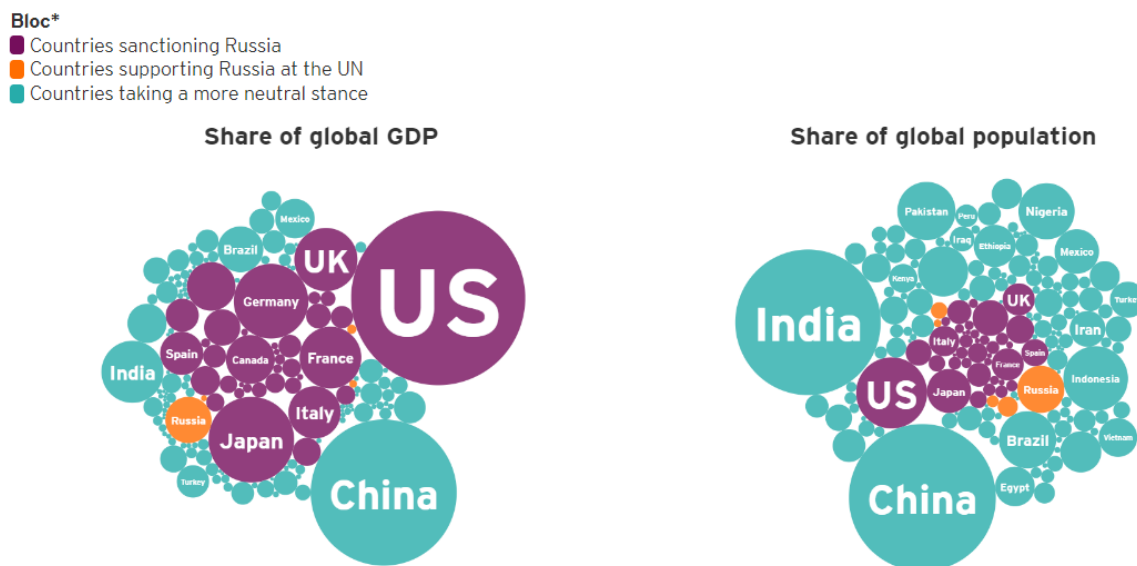 Bloc*
Countries sanctioning Russia
Countries supporting Russia at the UN
Countries taking a more neutral stance
Share of global GDP
Mexico
Brazil
UK
US
Germany
Spain
Canada
France
India
Russia
Japan
Italy
Turkey
China
Share of global population
Pakistan
Peru
Nigeria
Iraq
Ethiopia
Mexico
Kenya
Turke
India
UK
Iran
Italy
Spain
France
US
Japan
Russia
Indonesia
Brazil
Vietnam
Egypt
China